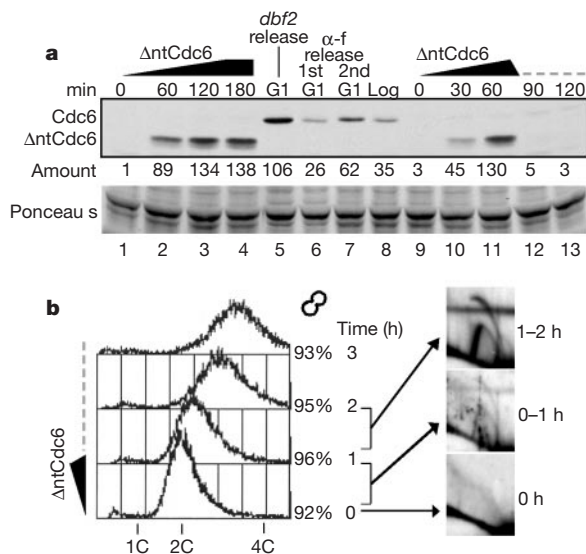 a
ΔntCdc6
dbf2
release
α-f
release
1st 2nd
ΔntCdc6
min 0 60 120 180 G1 G1 G1 Log 0 30 60 90 120
Cdc6
ΔntCdc6
Amount 1 89 134 138 106 26 62 35 3 45 130 5 3
Ponceau s
1 2 3 4 5 6 7 8 9 10 11 12 13
b
Time (h)
93% 3
95%
2
96%
1
92%
0
ΔntCdc6
1C 2C 4C
1–2 h
0–1 h
0 h